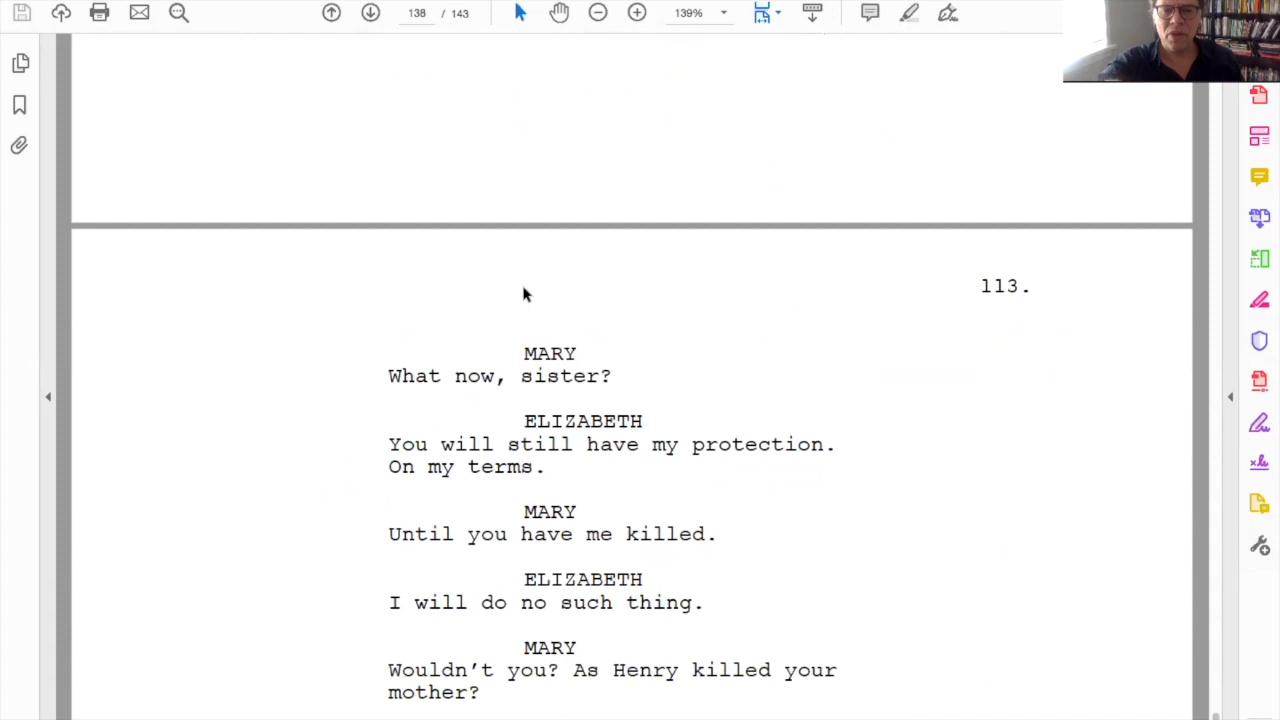 138 / 143
139%
113.
MARY
What now, sister?
ELIZABETH
You will still have my protection.
On my terms.
MARY
Until you have me killed.
ELIZABETH
I will do no such thing.
MARY
Wouldn't you? As Henry killed your
mother?